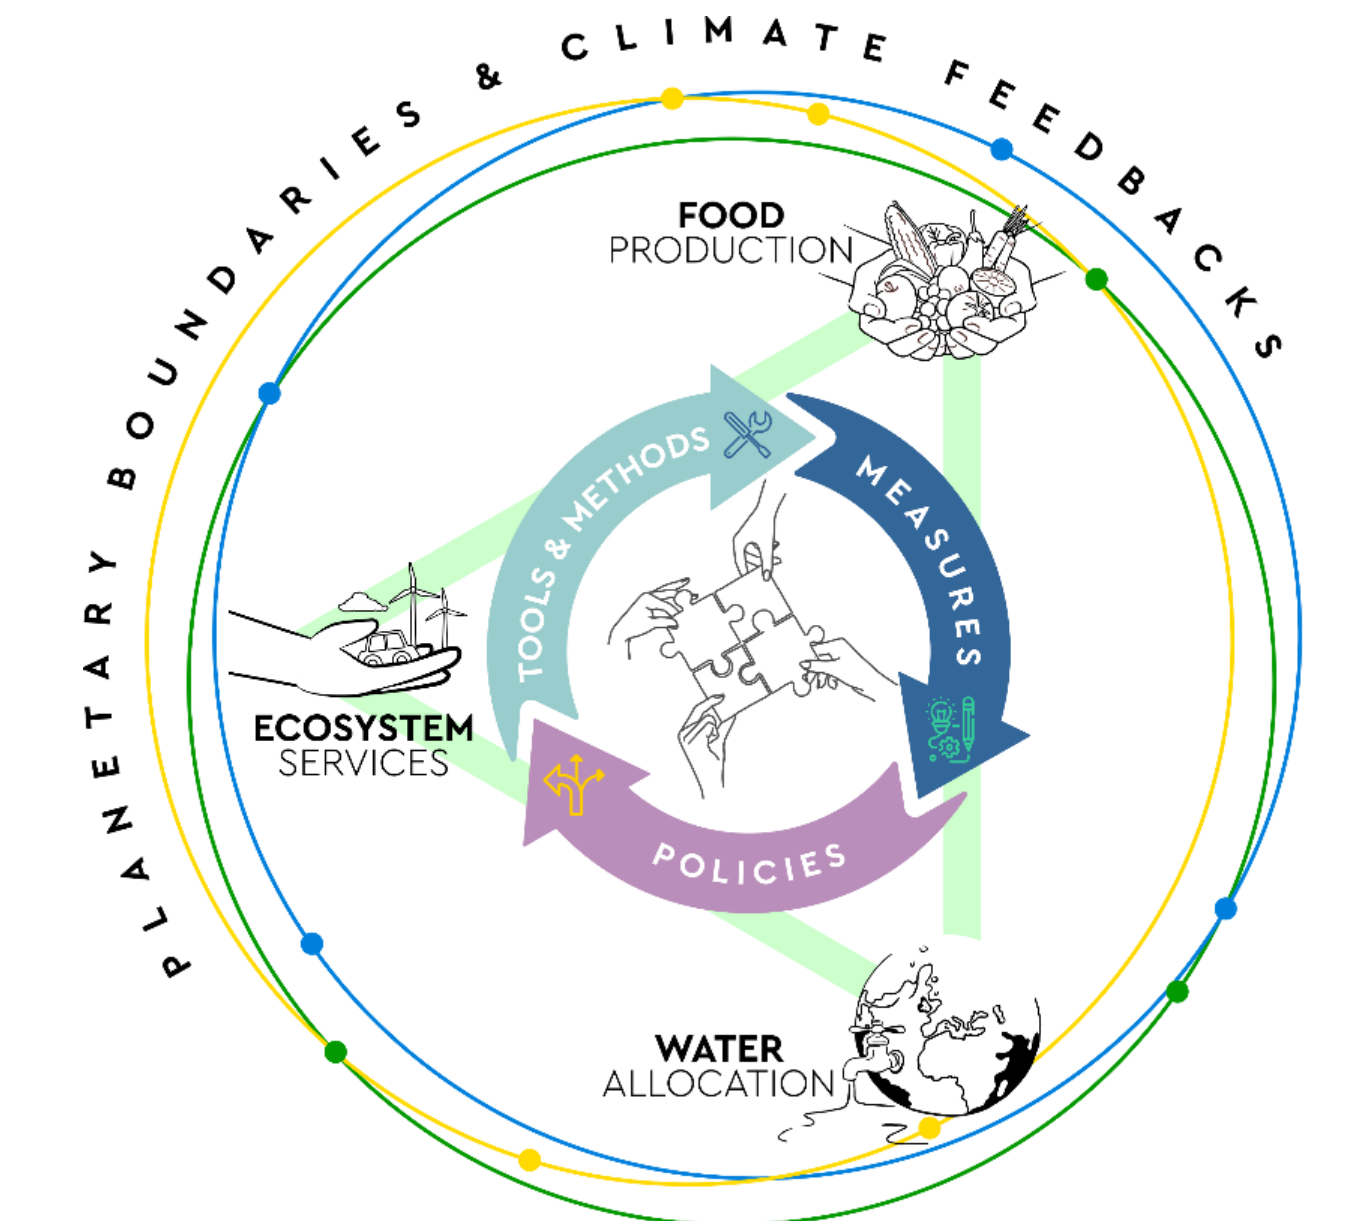 PLANETARY BOUNDARIES & CLIMATE FEEDBACKS
FOOD
PRODUCTION
TOOLS & METHODS
MEASURES
ECOSYSTEM
SERVICES
POLICIES
WATER
ALLOCATION